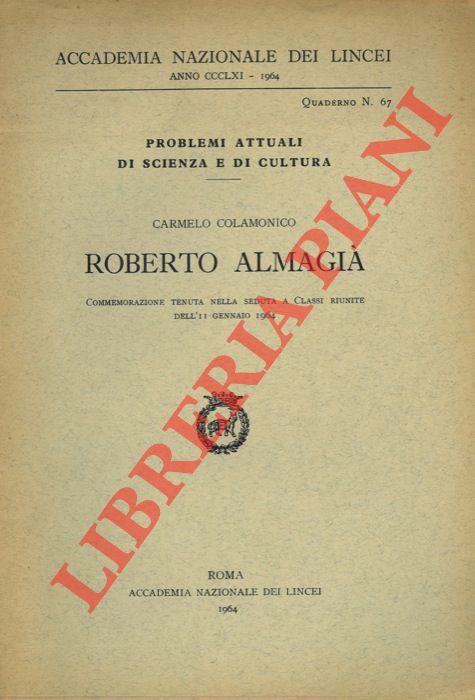 ACCADEMIA NAZIONALE DEI LINCEI
ANNO CCCLXI - 1964
QUADERNO N. 67
PROBLEMI ATTUALI
DI SCIENZA E DI CULTURA
CARMELO COLAMONICO
ROBERTO ALMAGIÀ
COMMEMORAZIONE TENUTA NELLA SEDUTA A CLASSI RIUNITE
DELL'11 GENNAIO 1964
LIBRERIA PIANI
ROMA
ACCADEMIA NAZIONALE DEI LINCEI
1964